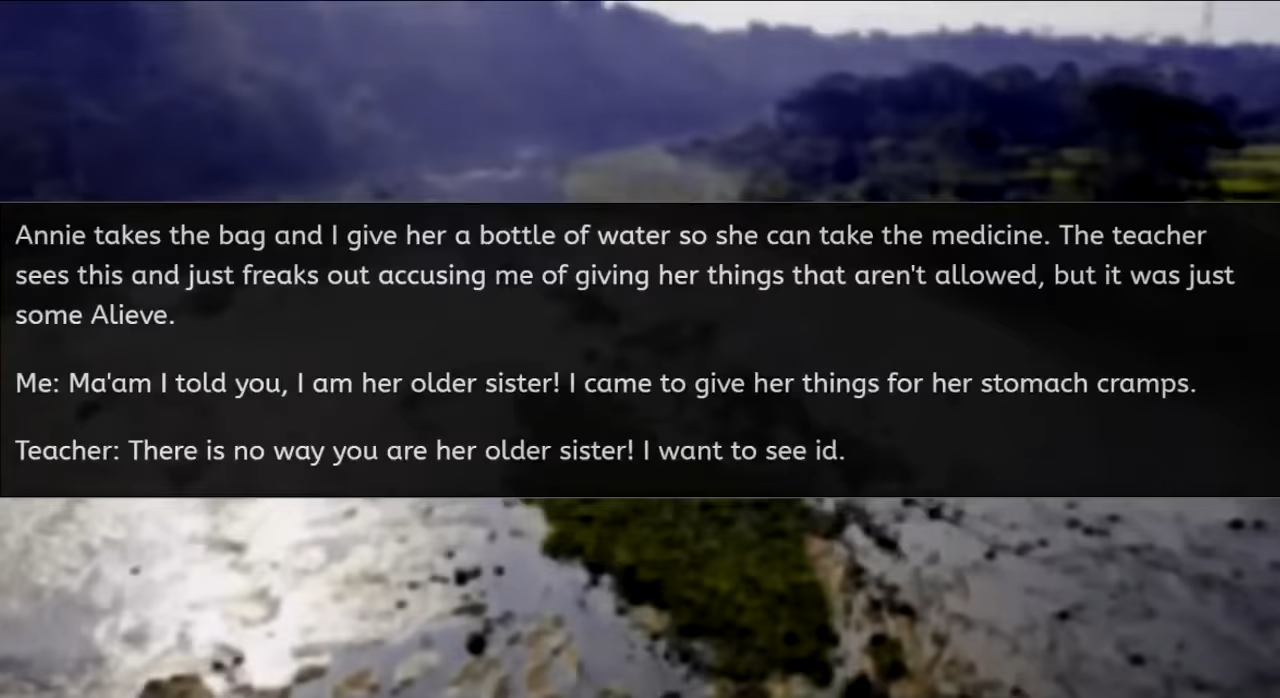 Annie takes the bag and I give her a bottle of water so she can take the medicine. The teacher
sees this and just freaks out accusing me of giving her things that aren't allowed, but it was just
some Alieve.
Me: Ma'am I told you, I am her older sister! I came to give her things for her stomach cramps.
Teacher: There is no way you are her older sister! I want to see id.